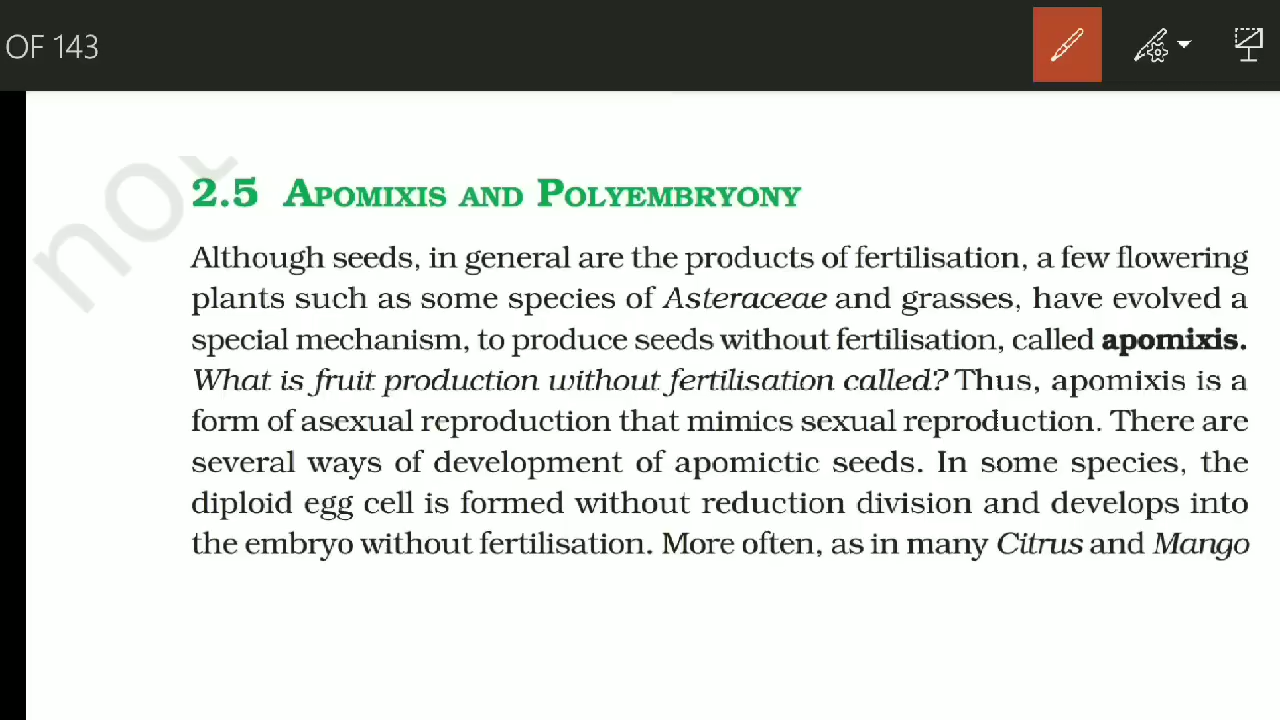 OF 143
not
2.5 APOMIXIS AND POLYEMBRYONY
Although seeds, in general are the products of fertilisation, a few flowering
plants such as some species of Asteraceae and grasses, have evolved a
special mechanism, to produce seeds without fertilisation, called apomixis.
What is fruit production without fertilisation called? Thus, apomixis is a
form of asexual reproduction that mimics sexual reproduction. There are
several ways of development of apomictic seeds. In some species, the
diploid egg cell is formed without reduction division and develops into
the embryo without fertilisation. More often, as in many Citrus and Mango